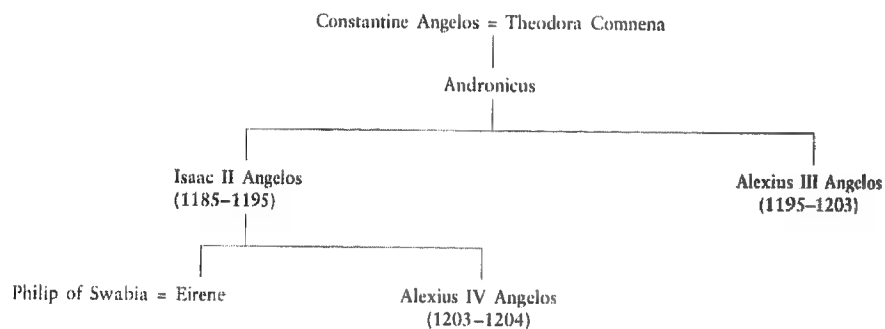 Constantine Angelos = Theodora Comnena
Andronicus
Isaac II Angelos
(1185–1195)
Alexius III Angelos
(1195–1203)
Philip of Swabia = Eirene
Alexius IV Angelos
(1203–1204)